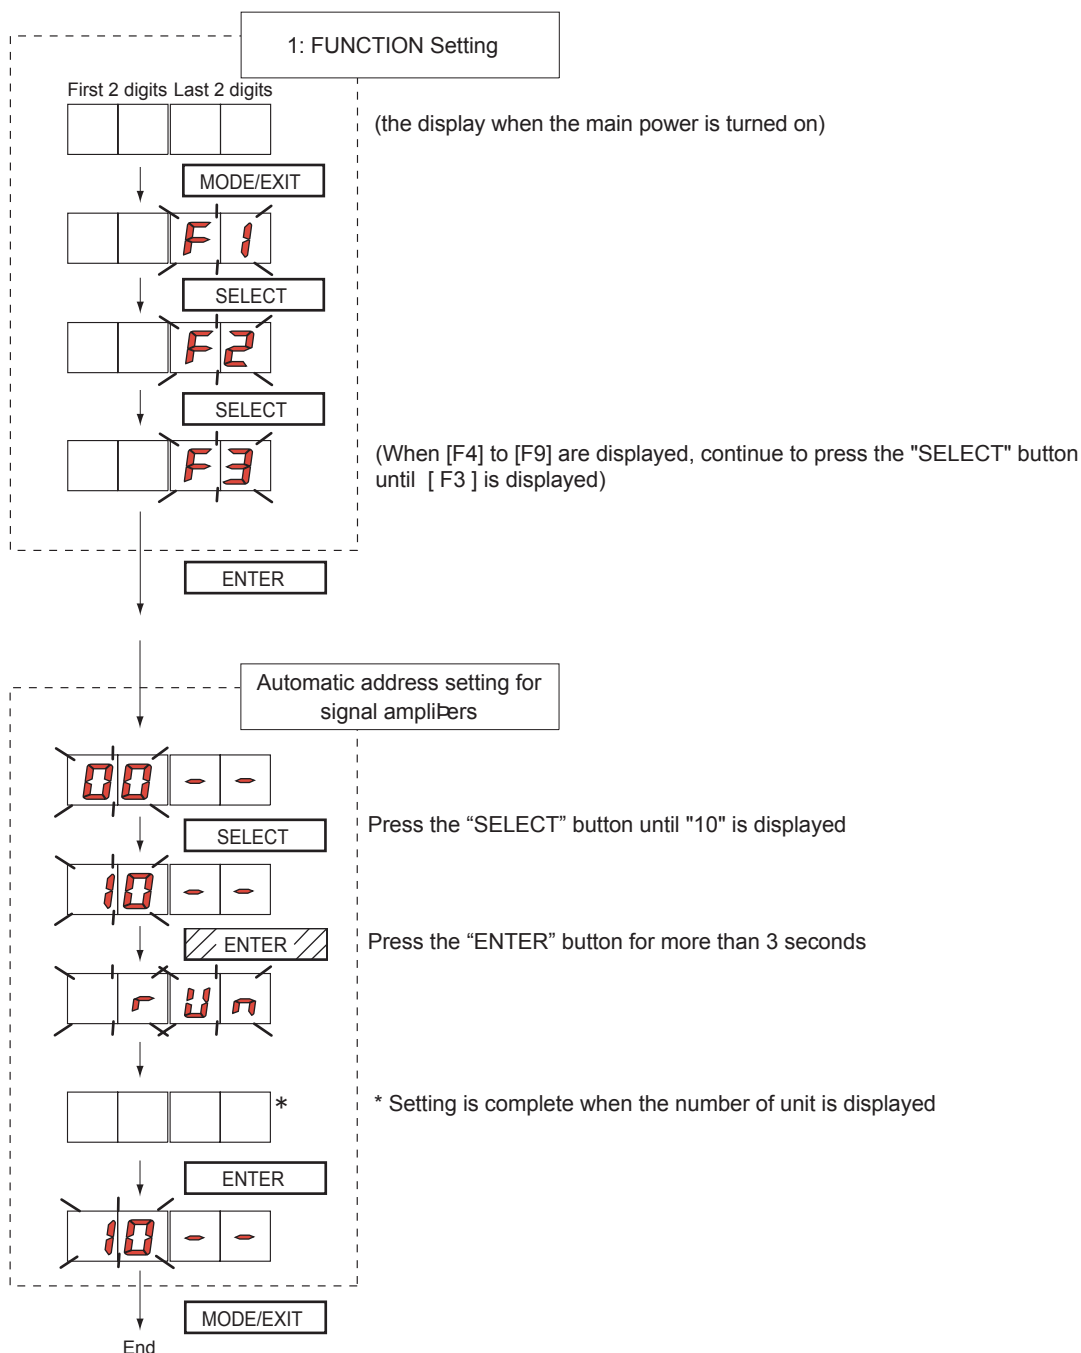 1: FUNCTION Setting
First 2 digits Last 2 digits
(the display when the main power is turned on)
MODE/EXIT
F 1
SELECT
F 2
SELECT
F 3
(When [F4] to [F9] are displayed, continue to press the "SELECT" button
until [ F3 ] is displayed)
ENTER
Automatic address setting for
signal ampliÞers
00 - -
SELECT
Press the “SELECT” button until "10" is displayed
10 - -
ENTER
Press the “ENTER” button for more than 3 seconds
r U n
*
* Setting is complete when the number of unit is displayed
ENTER
10 - -
MODE/EXIT
End